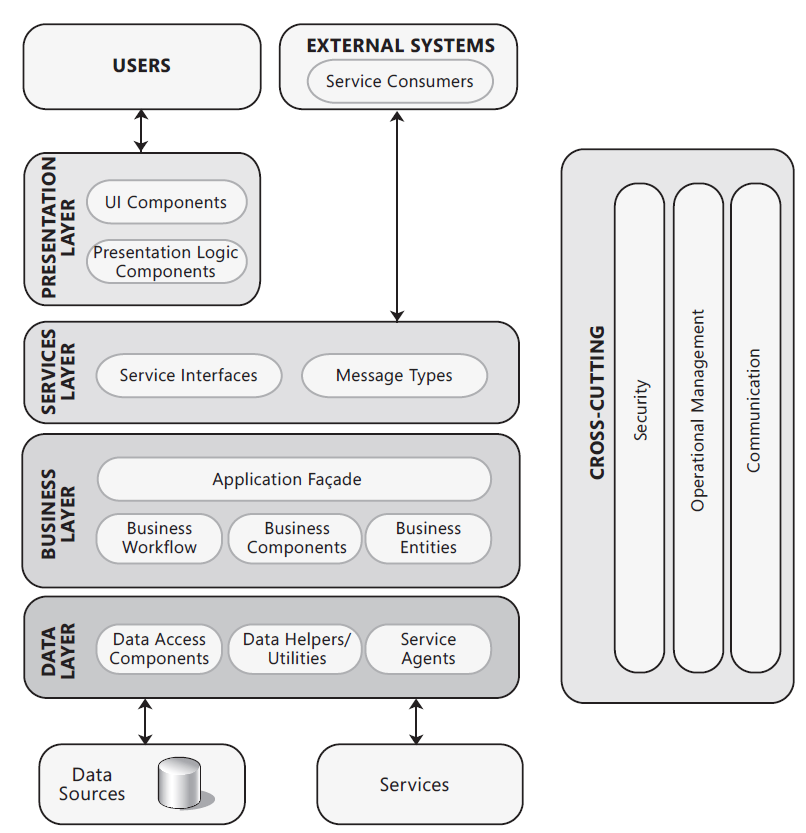 USERS
EXTERNAL SYSTEMS
Service Consumers
PRESENTATION
LAYER
UI Components
Presentation Logic
Components
SERVICES
LAYER
Service Interfaces
Message Types
BUSINESS
LAYER
Application Façade
Business
Workflow
Business
Components
Business
Entities
DATA
LAYER
Data Access
Components
Data Helpers/
Utilities
Service
Agents
Data
Sources
Services
CROSS-CUTTING
Security
Operational Management
Communication